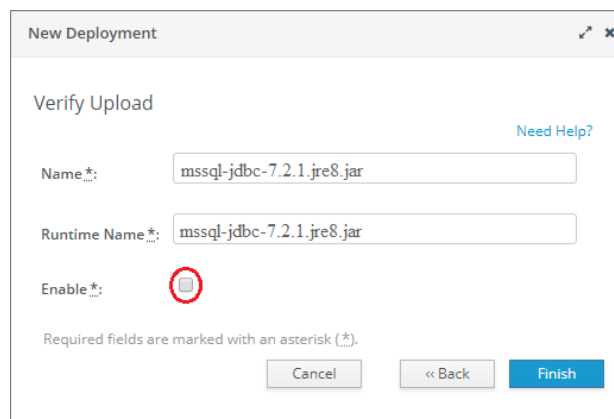 New Deployment
Verify Upload
Need Help?
Name *: mssql-jdbc-7.2.1.jre8.jar
Runtime Name *: mssql-jdbc-7.2.1.jre8.jar
Enable *:
Required fields are marked with an asterisk (*).
Cancel « Back Finish